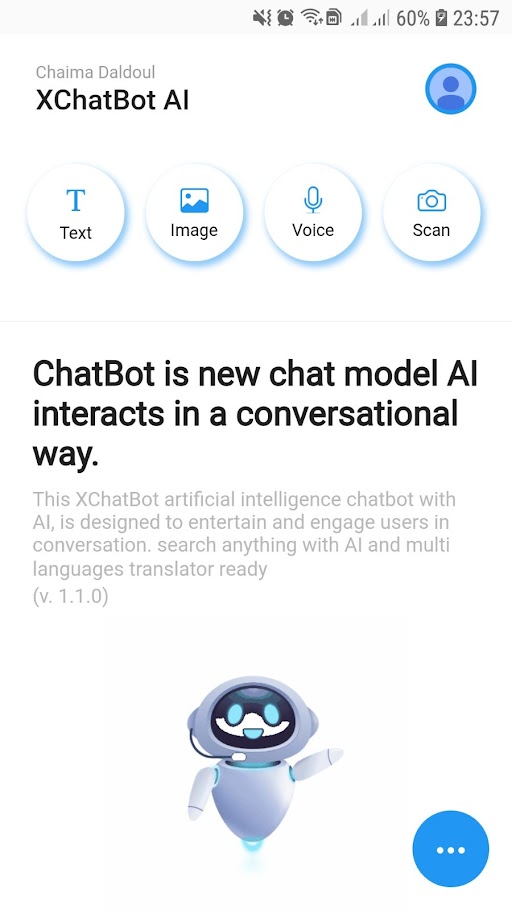 60% 23:57
Chaima Daldoul
XChatBot AI
Text Image Voice Scan
ChatBot is new chat model AI
interacts in a conversational
way.
This XChatBot artificial intelligence chatbot with
AI, is designed to entertain and engage users in
conversation. search anything with AI and multi
languages translator ready
(v. 1.1.0)